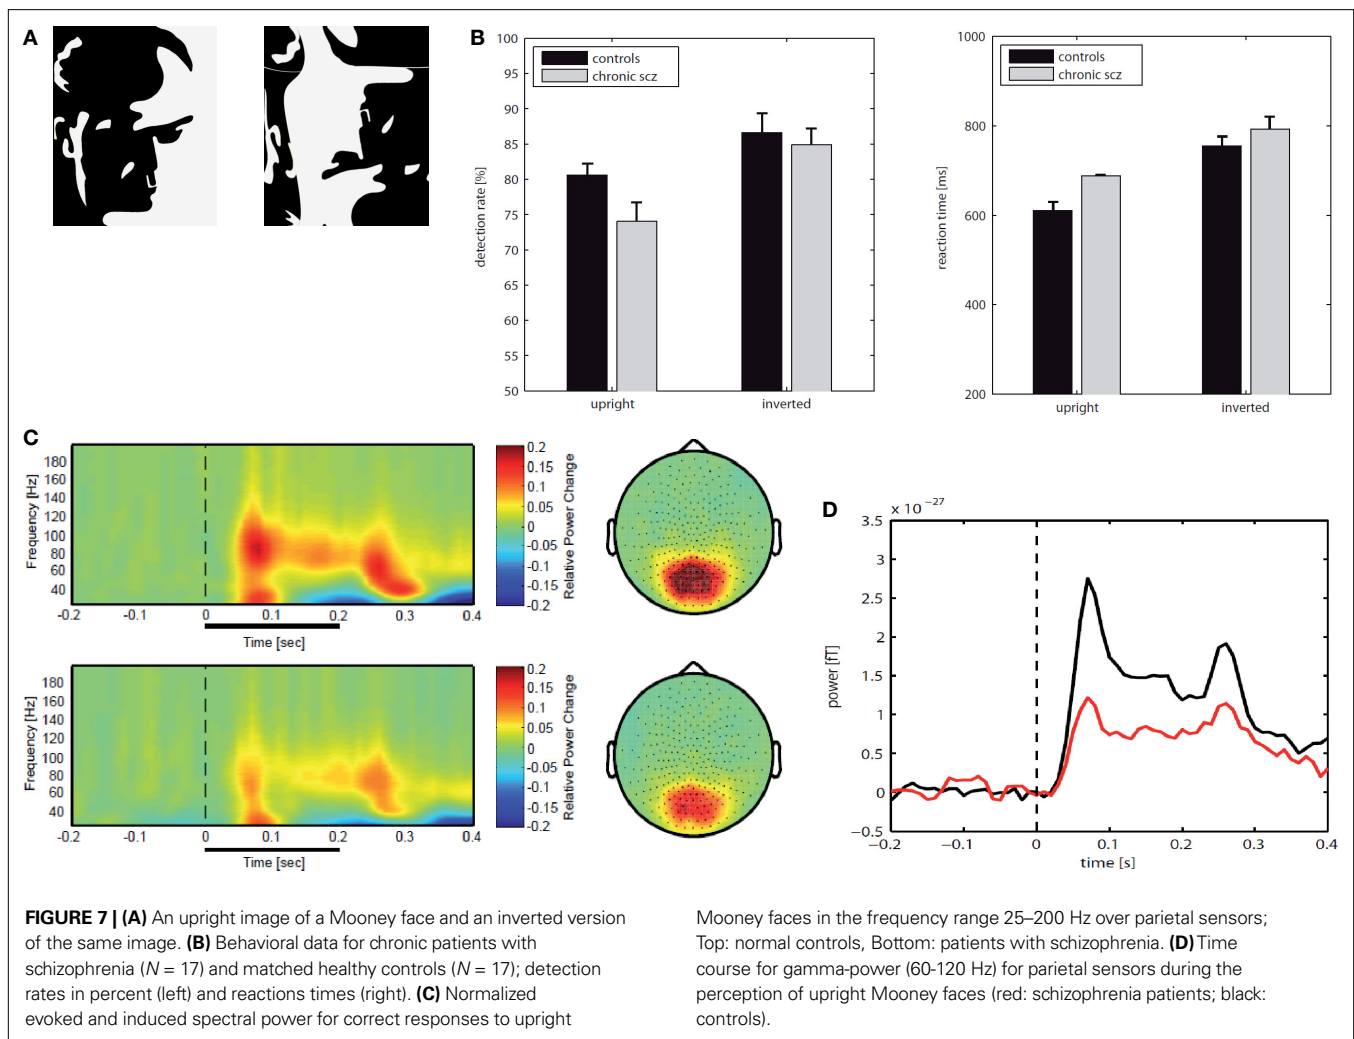 A
B
100
95
90
85
80
75
70
65
60
55
50
detection rate [%]
controls
chronic scz
upright
inverted
1000
800
600
400
200
reaction time [ms]
controls
chronic scz
upright
inverted
C
180
160
140
120
100
80
60
40
Frequency [Hz]
-0.2
-0.1
0
0.1
0.2
0.3
0.4
Time [sec]
0.2
0.15
0.1
0.05
0
-0.05
-0.1
-0.15
-0.2
Relative Power Change
180
160
140
120
100
80
60
40
Frequency [Hz]
-0.2
-0.1
0
0.1
0.2
0.3
0.4
Time [sec]
0.2
0.15
0.1
0.05
0
-0.05
-0.1
-0.15
-0.2
Relative Power Change
D
x 10 −27
3.5
3
2.5
2
1.5
1
0.5
0
−0.5
power [fT]
−0.2
−0.1
0
0.1
0.2
0.3
0.4
time [s]
FIGURE 7 | (A) An upright image of a Mooney face and an inverted version
of the same image. (B) Behavioral data for chronic patients with
schizophrenia (N = 17) and matched healthy controls (N = 17); detection
rates in percent (left) and reactions times (right). (C) Normalized
evoked and induced spectral power for correct responses to upright
Mooney faces in the frequency range 25–200 Hz over parietal sensors;
Top: normal controls, Bottom: patients with schizophrenia. (D) Time
course for gamma-power (60-120 Hz) for parietal sensors during the
perception of upright Mooney faces (red: schizophrenia patients; black:
controls).